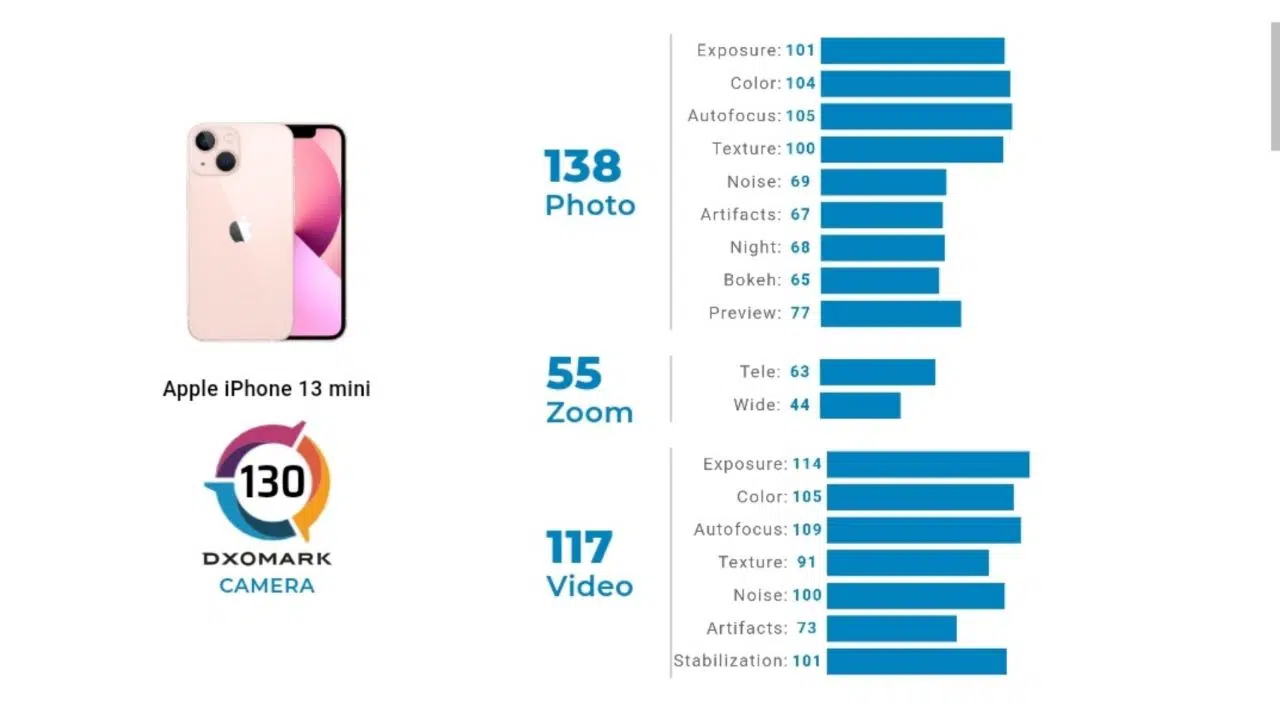 Apple iPhone 13 mini
130
DXOMARK
CAMERA
138
Photo
Exposure: 101
Color: 104
Autofocus: 105
Texture: 100
Noise: 69
Artifacts: 67
Night: 68
Bokeh: 65
Preview: 77
55
Zoom
Tele: 63
Wide: 44
117
Video
Exposure: 114
Color: 105
Autofocus: 109
Texture: 91
Noise: 100
Artifacts: 73
Stabilization: 101